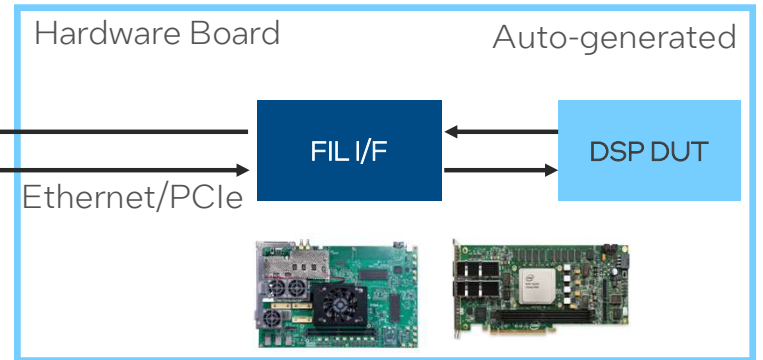 Hardware Board
Auto-generated
FIL I/F
DSP DUT
Ethernet/PCIe